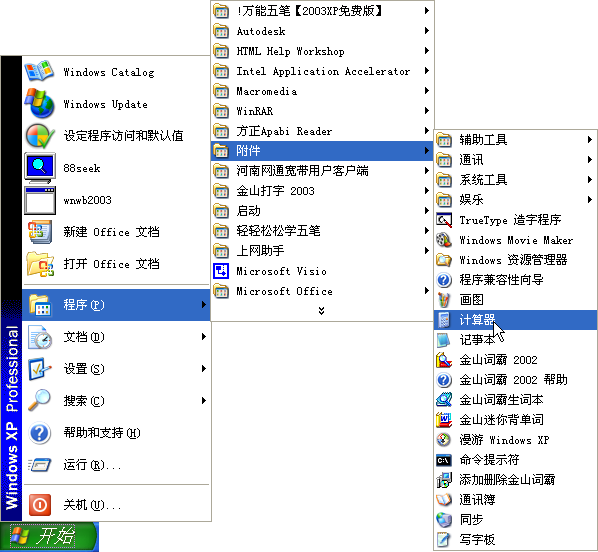 Windows Catalog
Windows Update
设定程序访问和默认值
88seek
wnwb2003
新建 Office 文档
打开 Office 文档
程序(P)
文档(D)
设置(S)
搜索(C)
帮助和支持(H)
运行(R)...
关机(U)...
Windows XP Professional
开始
!万能五笔【2003XP免费版】
Autodesk
HTML Help Workshop
Intel Application Accelerator
Macromedia
WinRAR
方正Apabi Reader
附件
河南网通宽带用户客户端
金山打字 2003
启动
轻轻松松学五笔
上网助手
Microsoft Visio
Microsoft Office
辅助工具
通讯
系统工具
娱乐
TrueType 造字程序
Windows Movie Maker
Windows 资源管理器
程序兼容性向导
画图
计算器
记事本
金山词霸 2002
金山词霸 2002 帮助
金山词霸生词本
金山迷你背单词
漫游 Windows XP
命令提示符
添加删除金山词霸
通讯簿
同步
写字板